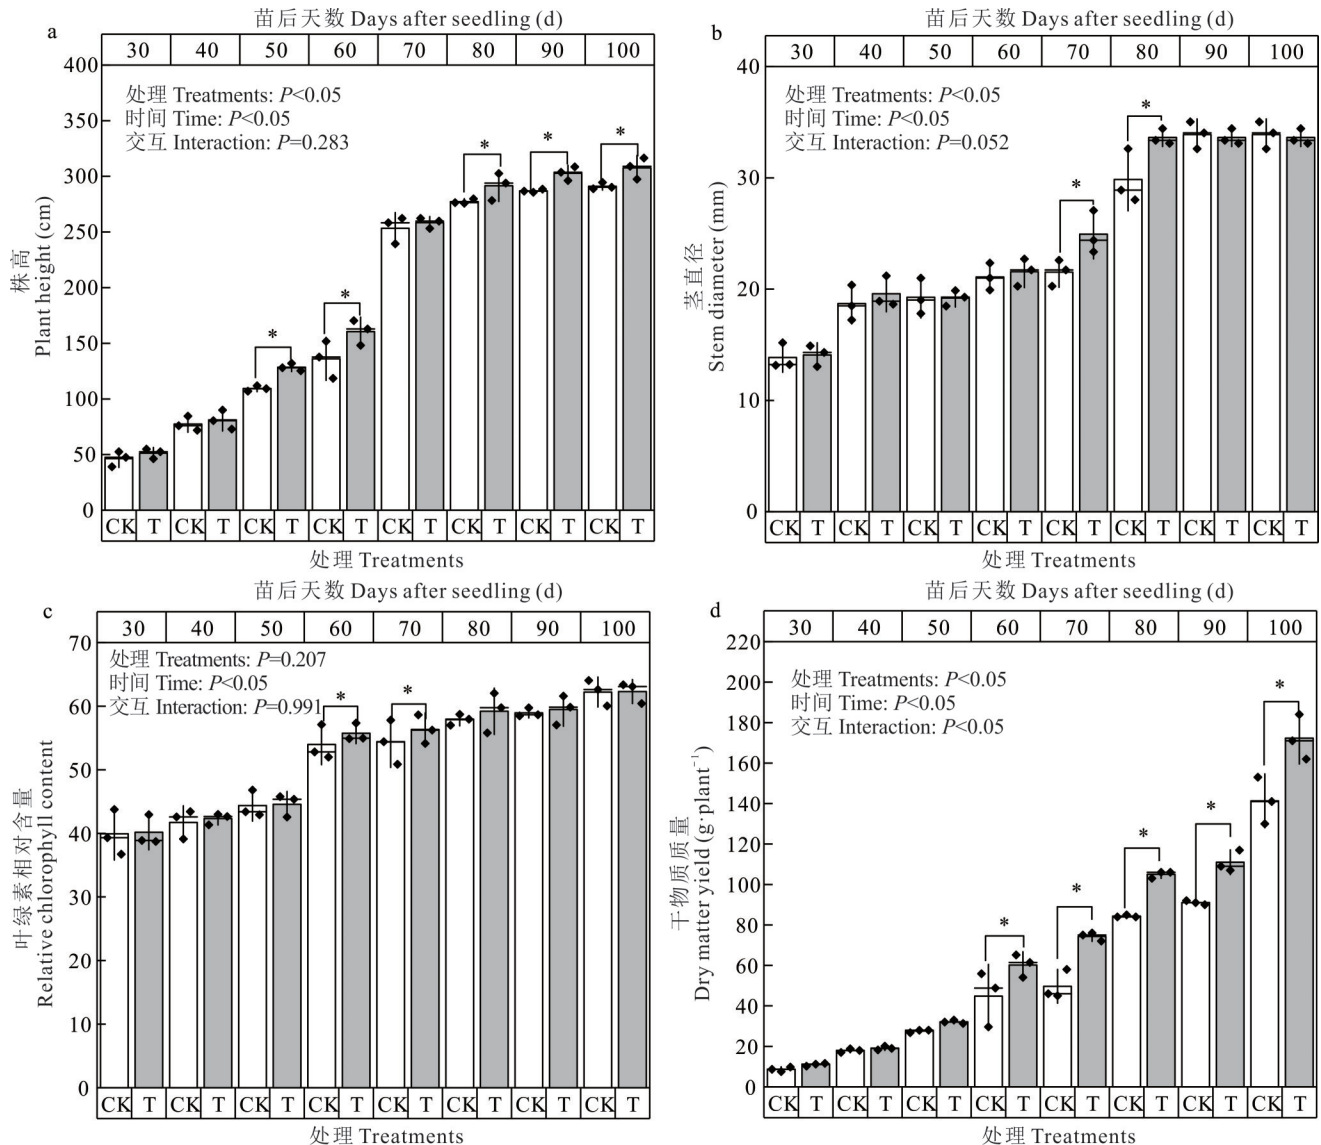 a
苗后天数 Days after seedling (d)
30 40 50 60 70 80 90 100
400
350
300
250
200
150
100
50
0
株高
Plant height (cm)
处理 Treatments: P<0.05
时间 Time: P<0.05
交互 Interaction: P=0.283
* * * * *
CK T CK T CK T CK T CK T CK T CK T CK T
处理 Treatments
b
苗后天数 Days after seedling (d)
30 40 50 60 70 80 90 100
40
30
20
10
0
茎直径
Stem diameter (mm)
处理 Treatments: P<0.05
时间 Time: P<0.05
交互 Interaction: P=0.052
* *
CK T CK T CK T CK T CK T CK T CK T CK T
处理 Treatments
c
苗后天数 Days after seedling (d)
30 40 50 60 70 80 90 100
70
60
50
40
30
20
10
0
叶绿素相对含量
Relative chlorophyll content
处理 Treatments: P=0.207
时间 Time: P<0.05
交互 Interaction: P=0.991
* *
CK T CK T CK T CK T CK T CK T CK T CK T
处理 Treatments
d
苗后天数 Days after seedling (d)
30 40 50 60 70 80 90 100
220
200
180
160
140
120
100
80
60
40
20
0
干物质质量
Dry matter yield (g·plant⁻¹)
处理 Treatments: P<0.05
时间 Time: P<0.05
交互 Interaction: P<0.05
* * * * *
CK T CK T CK T CK T CK T CK T CK T CK T
处理 Treatments